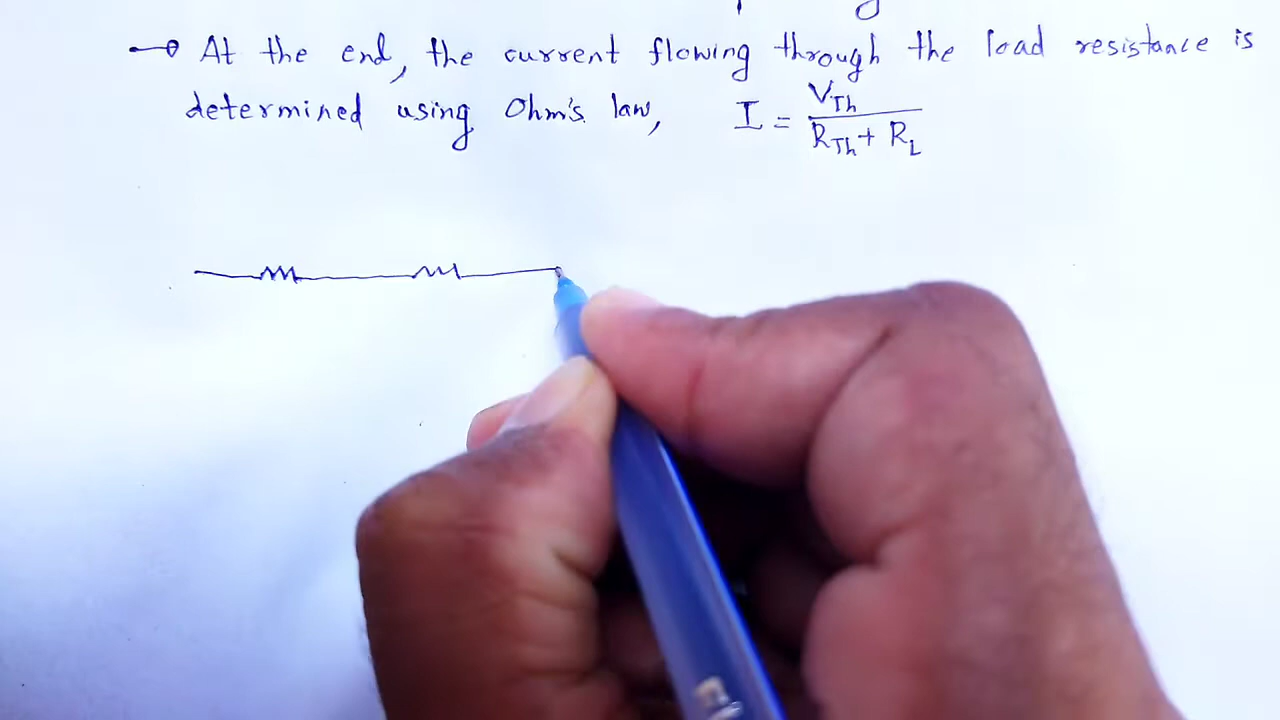 At the end, the current flowing through the load resistance is
determined using Ohm's law, I = V_Th / (R_Th + R_L)